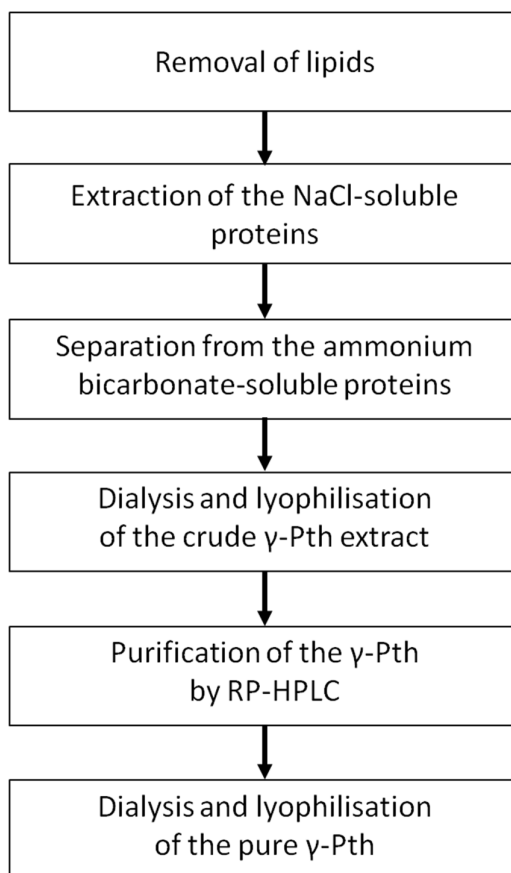 Removal of lipids
Extraction of the NaCl-soluble
proteins
Separation from the ammonium
bicarbonate-soluble proteins
Dialysis and lyophilisation
of the crude γ-Pth extract
Purification of the γ-Pth
by RP-HPLC
Dialysis and lyophilisation
of the pure γ-Pth